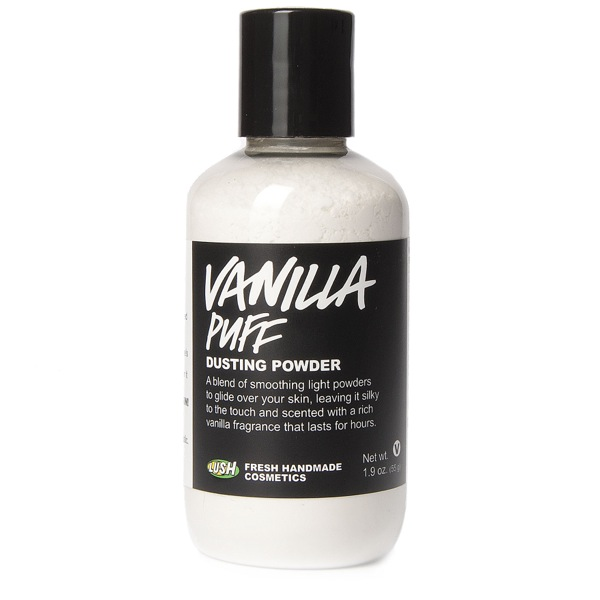 VANILLA
PUFF
DUSTING POWDER
A blend of smoothing light powders
to glide over your skin, leaving it silky
to the touch and scented with a rich
vanilla fragrance that lasts for hours.
Net wt. V
1.9 oz. (55 g)
LUSH FRESH HANDMADE
COSMETICS